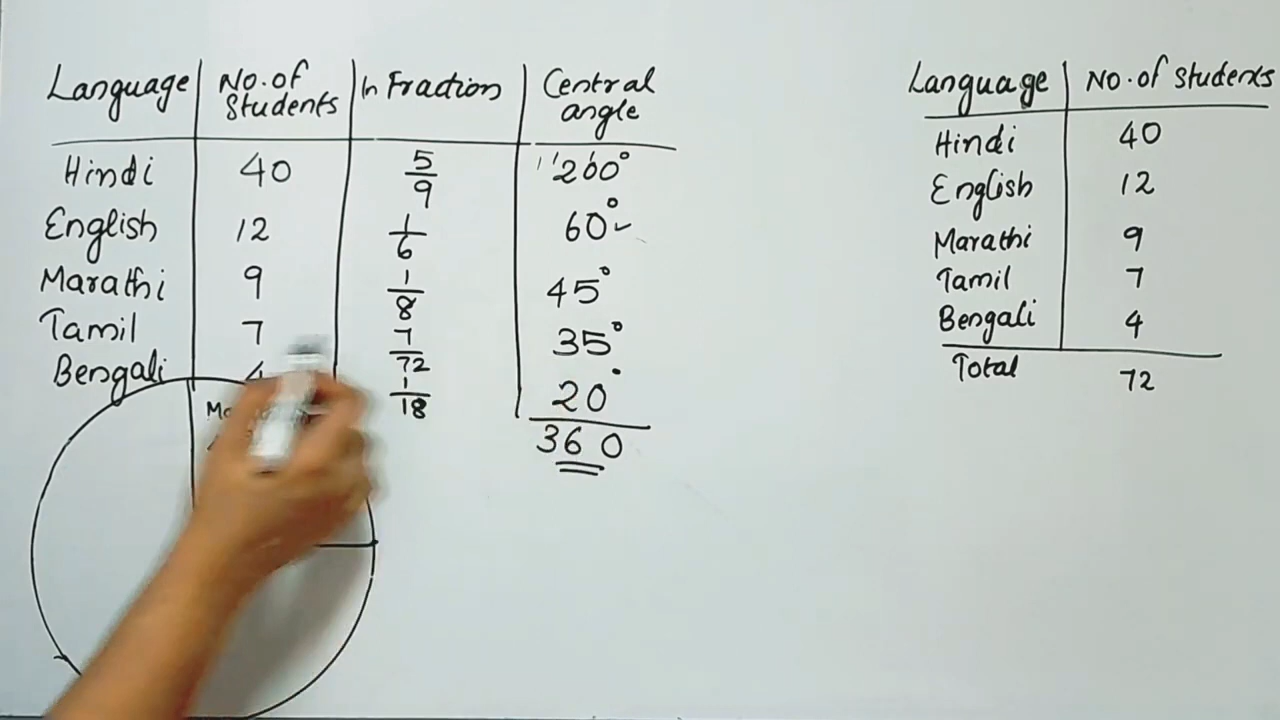 Language No. of Students In Fraction Central angle
Hindi 40 5/9 200°
English 12 1/6 60°
Marathi 9 1/8 45°
Tamil 7 7/72 35°
Bengali 4 1/18 20°
360
Language No. of Students
Hindi 40
English 12
Marathi 9
Tamil 7
Bengali 4
Total 72